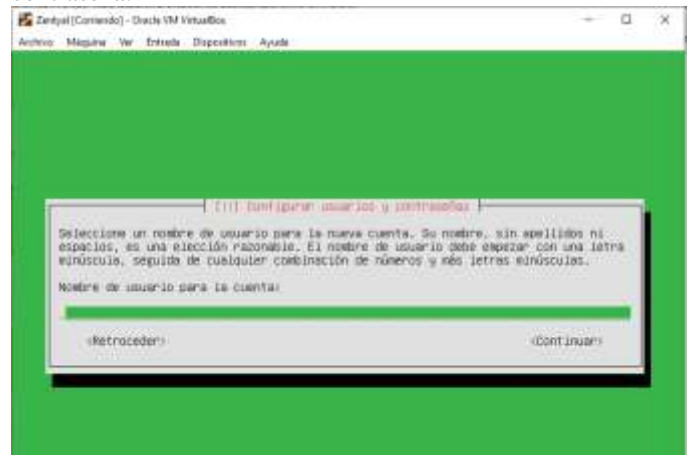 Zentyal [Corriendo] - Oracle VM VirtualBox
Archivo Máquina Ver Entrada Dispositivos Ayuda
[!!] Configurar usuarios y contraseñas
Seleccione un nombre de usuario para la nueva cuenta. Su nombre, sin apellidos ni
espacios, es una elección razonable. El nombre de usuario debe empezar con una letra
minúscula, seguida de cualquier combinación de números y más letras minúsculas.
Nombre de usuario para la cuenta:
<Retroceder> <Continuar>